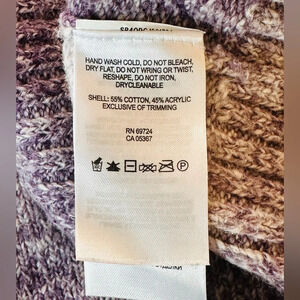 HAND WASH COLD, DO NOT BLEACH,
DRY FLAT, DO NOT WRING OR TWIST,
RESHAPE, DO NOT IRON,
DRYCLEANABLE
SHELL: 55% COTTON, 45% ACRYLIC
EXCLUSIVE OF TRIMMING
RN 69724
CA 05367